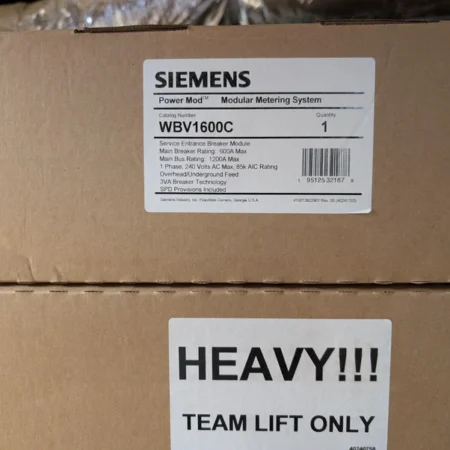 SIEMENS
Power Mod™ Modular Metering System
Catalog Number Quantity
WBV1600C 1
Service Entrance Breaker Module
Main Breaker Rating: 600A Max
Main Bus Rating: 1200A Max
1 Phase, 240 Volts AC Max, 65k AIC Rating
Overhead/Underground Feed
3VA Breaker Technology
SPD Provisions Included
HEAVY!!!
TEAM LIFT ONLY